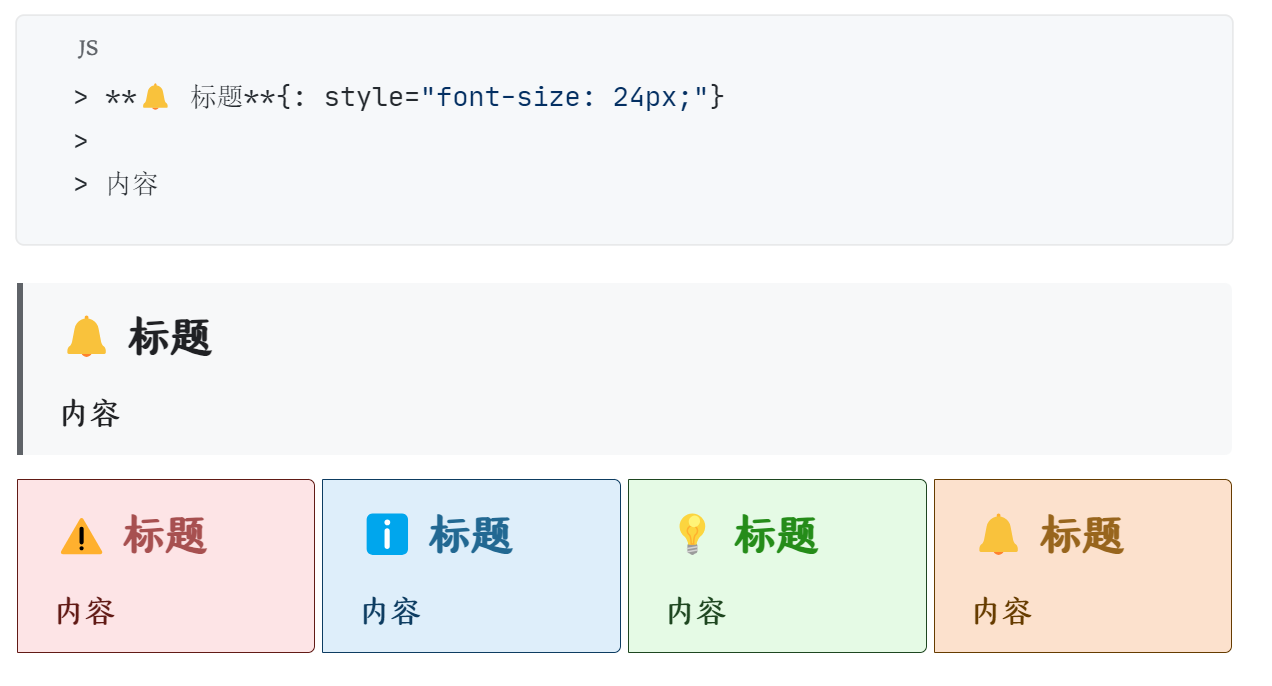 JS
> **🔔 标题**{: style="font-size: 24px;"}
>
> 内容
🔔 标题
内容
⚠️ 标题 ℹ️ 标题 💡 标题 🔔 标题
内容 内容 内容 内容